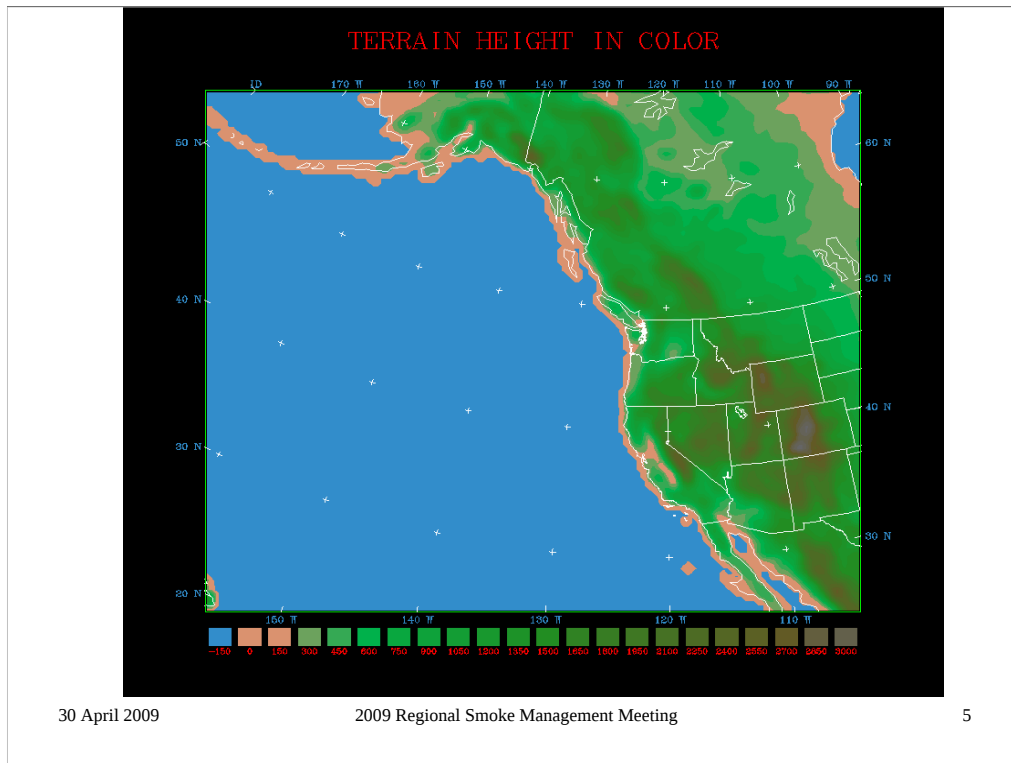 TERRAIN HEIGHT IN COLOR
170 W 160 W 150 W 140 W 130 W 120 W 110 W 100 W 90 W
50 N 60 N
50 N
40 N
40 N
30 N
30 N
20 N
150 W 140 W 130 W 120 W 110 W
-150 0 150 300 450 600 750 900 1050 1200 1350 1500 1650 1800 1950 2100 2250 2400 2550 2700 2850 3000
30 April 2009 2009 Regional Smoke Management Meeting 5